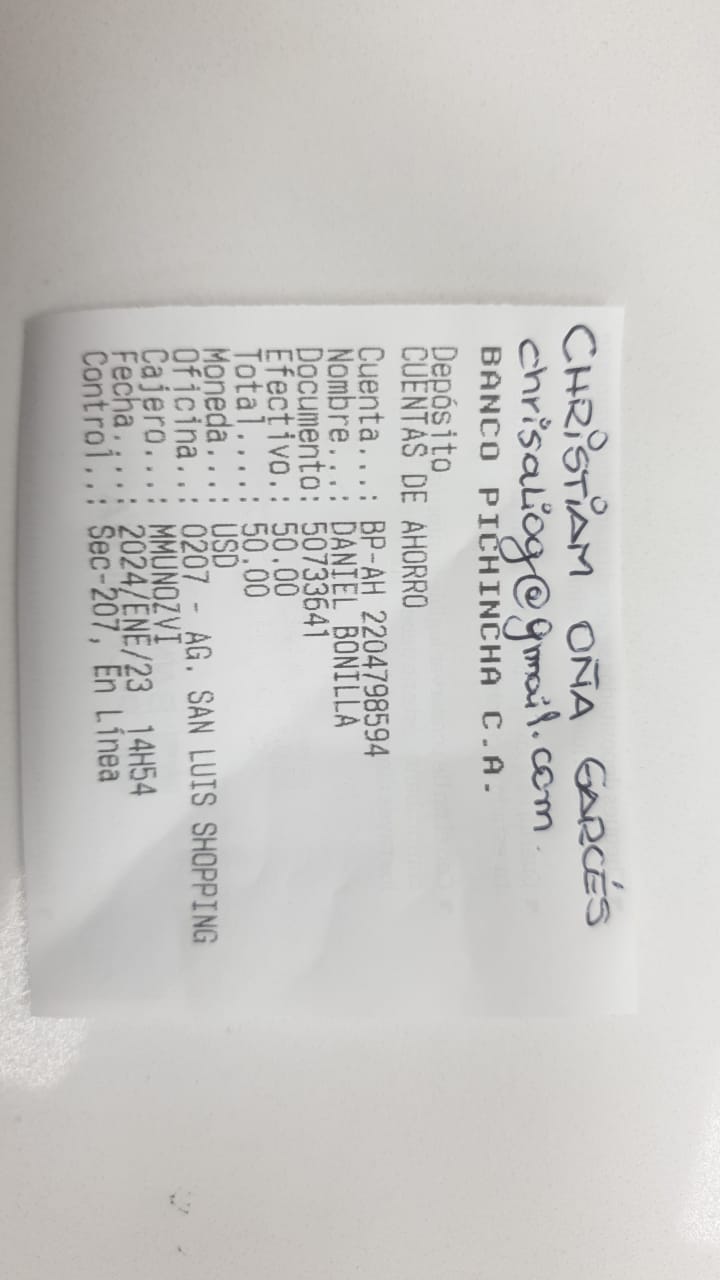 CHRISTIAM OÑA GARCÉS
chrisaliog@gmail.com.
BANCO PICHINCHA C.A.
Depósito
CUENTAS DE AHORRO
Cuenta...: BP-AH 2204798594
Nombre...: DANIEL BONILLA
Documento: 50733641
Efectivo.: 50.00
Total....: 50.00
Moneda...: USD
Oficina..: 0207 - AG. SAN LUIS SHOPPING
Cajero...: MMUNOZVI
Fecha....: 2024/ENE/23 14H54
Control..: Sec-207, En Línea